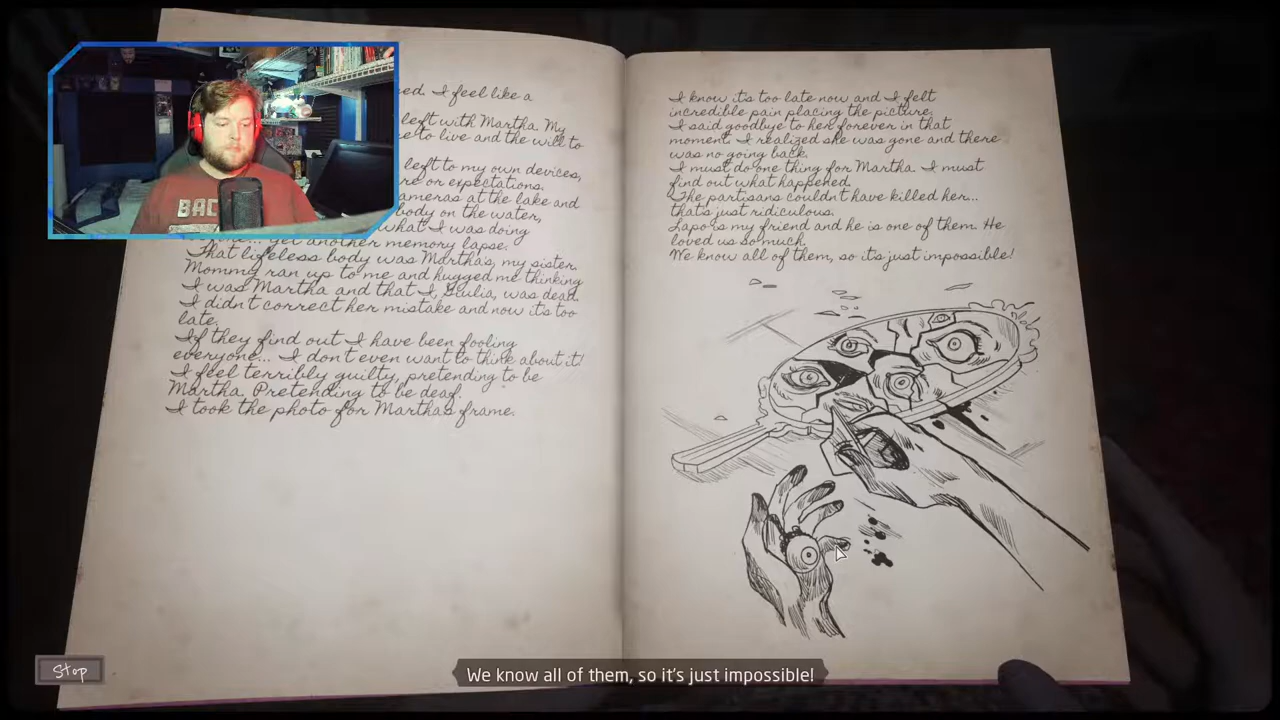 ed. I feel like a
left with Martha. My
e to live and the will to
left to my own devices,
re or expectations.
ameras at the lake and
body on the water,
what I was doing
yet another memory lapse.
That lifeless body was Martha's, my sister.
Mommy ran up to me and hugged me thinking
I was Martha and that I, Giulia, was dead.
I didn't correct her mistake and now it's too
late.
If they find out I have been fooling
everyone... I don't even want to think about it!
I feel terribly guilty, pretending to be
Martha. Pretending to be deaf.
I took the photo for Martha's frame.
I know it's too late now and I felt
incredible pain placing the picture.
I said goodbye to her forever in that
moment. I realized she was gone and there
was no going back.
I must do one thing for Martha. I must
find out what happened.
The partisans couldn't have killed her...
that's just ridiculous.
Lapo is my friend and he is one of them. He
loved us so much.
We know all of them, so it's just impossible!
BAC
Stop
We know all of them, so it's just impossible!